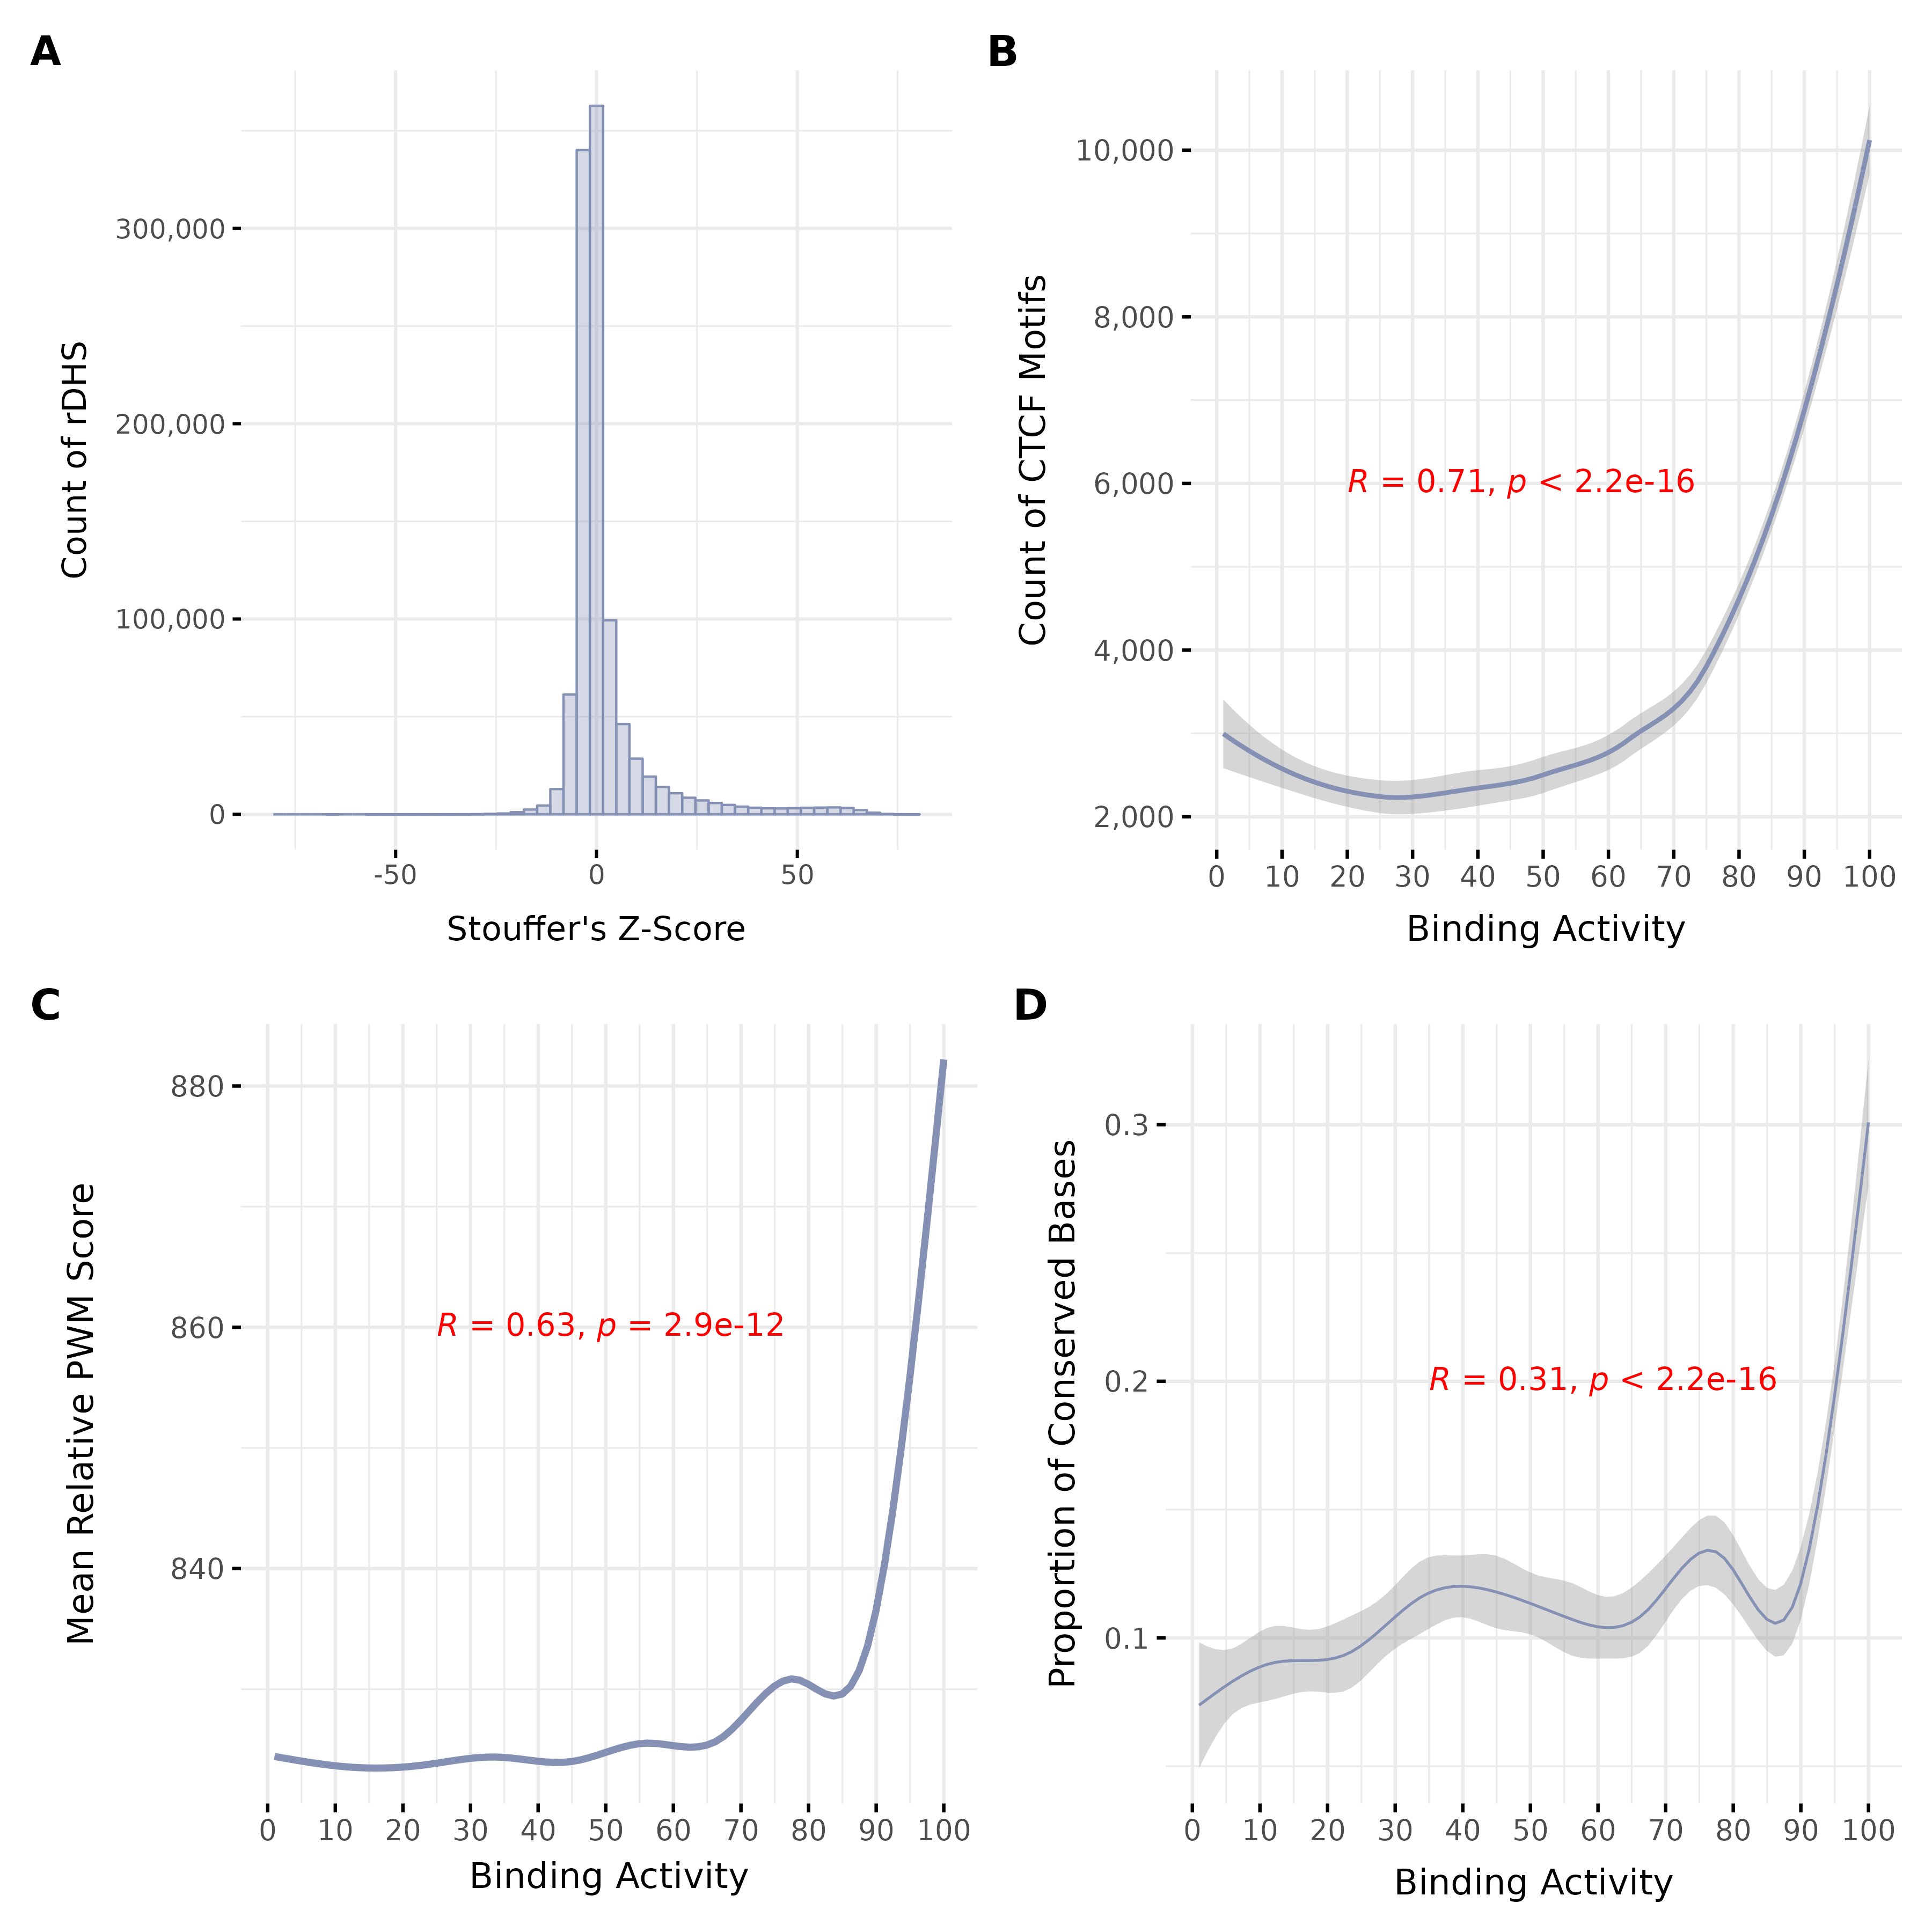 A
Count of rDHS
300,000
200,000
100,000
0
-50 0 50
Stouffer's Z-Score
B
Count of CTCF Motifs
10,000
8,000
6,000
4,000
2,000
R = 0.71, p < 2.2e-16
0 10 20 30 40 50 60 70 80 90 100
Binding Activity
C
Mean Relative PWM Score
880
860
840
R = 0.63, p = 2.9e-12
0 10 20 30 40 50 60 70 80 90 100
Binding Activity
D
Proportion of Conserved Bases
0.3
0.2
0.1
R = 0.31, p < 2.2e-16
0 10 20 30 40 50 60 70 80 90 100
Binding Activity